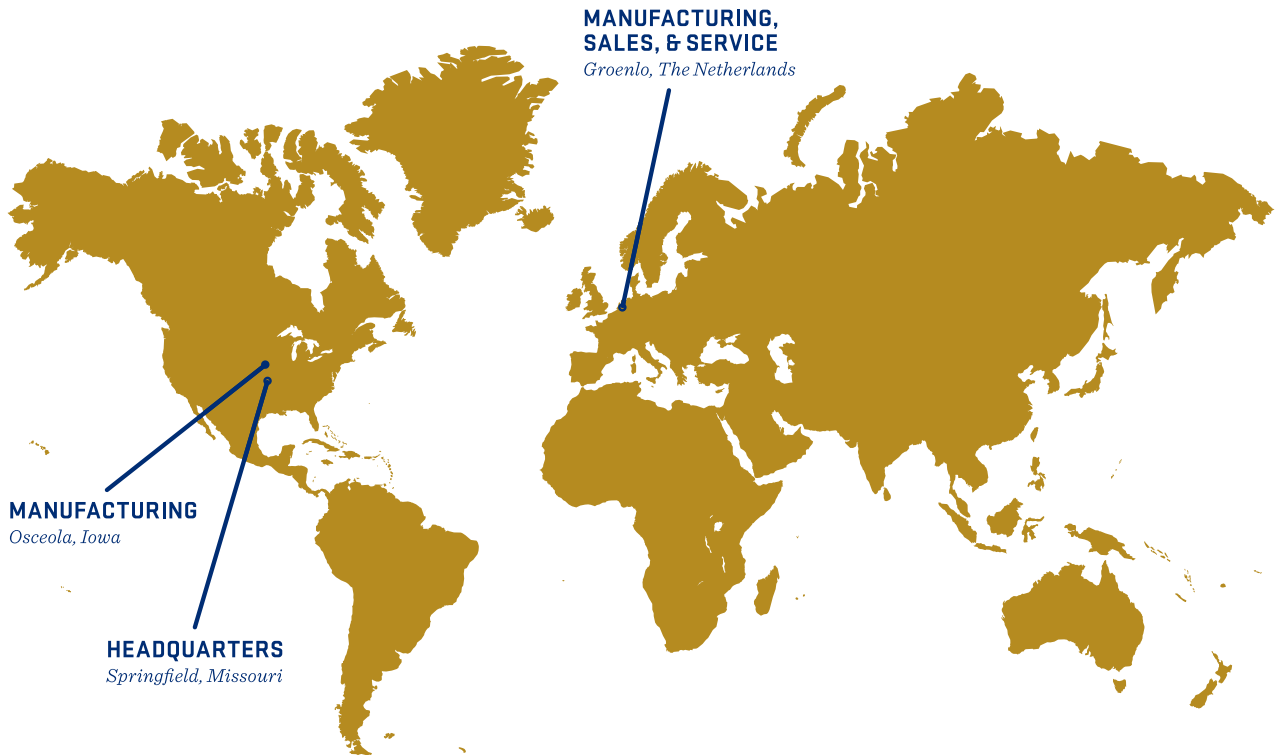 MANUFACTURING,
SALES, & SERVICE
Groenlo, The Netherlands
MANUFACTURING
Osceola, Iowa
HEADQUARTERS
Springfield, Missouri